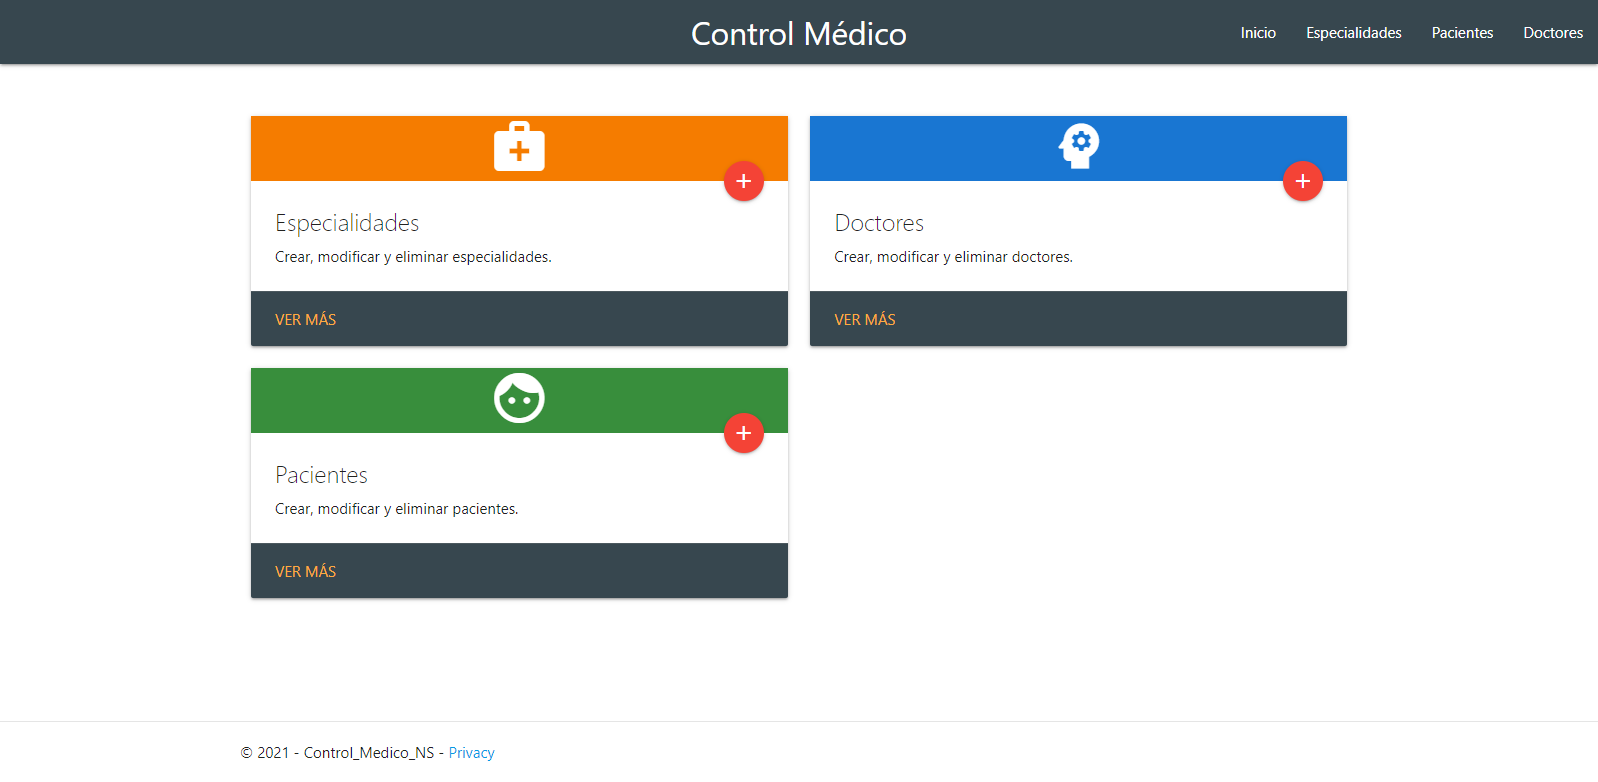 Control Médico
Inicio Especialidades Pacientes Doctores
Especialidades
Crear, modificar y eliminar especialidades.
VER MÁS
Doctores
Crear, modificar y eliminar doctores.
VER MÁS
Pacientes
Crear, modificar y eliminar pacientes.
VER MÁS
© 2021 - Control_Medico_NS - Privacy